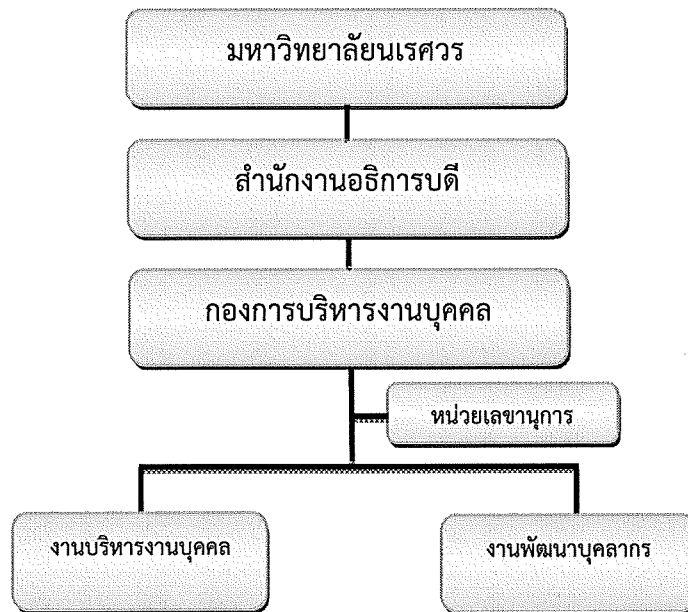 มหาวิทยาลัยนเรศวร
สำนักงานอธิการบดี
กองการบริหารงานบุคคล
หน่วยเลขานุการ
งานบริหารงานบุคคล
งานพัฒนาบุคลากร